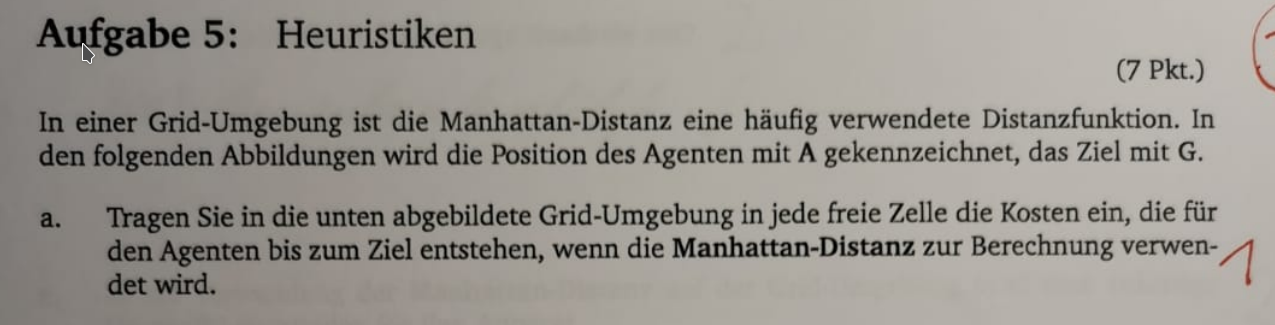 Aufgabe 5: Heuristiken
(7 Pkt.)
In einer Grid-Umgebung ist die Manhattan-Distanz eine häufig verwendete Distanzfunktion. In
den folgenden Abbildungen wird die Position des Agenten mit A gekennzeichnet, das Ziel mit G.
a. Tragen Sie in die unten abgebildete Grid-Umgebung in jede freie Zelle die Kosten ein, die für
den Agenten bis zum Ziel entstehen, wenn die Manhattan-Distanz zur Berechnung verwen-
det wird.
1